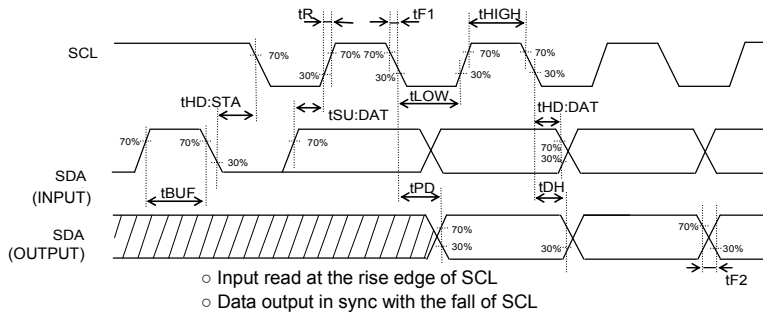 tR tF1 tHIGH
SCL 70% 70% 70% 70%
30% 30% 30%
tHD:STA tSU:DAT tLOW tHD:DAT
70% 70% 30% 70% 70%
30%
SDA
(INPUT)
tBUF tPD tDH
SDA
(OUTPUT)
70% 30% 30% 70% 30%
tF2
○ Input read at the rise edge of SCL
○ Data output in sync with the fall of SCL